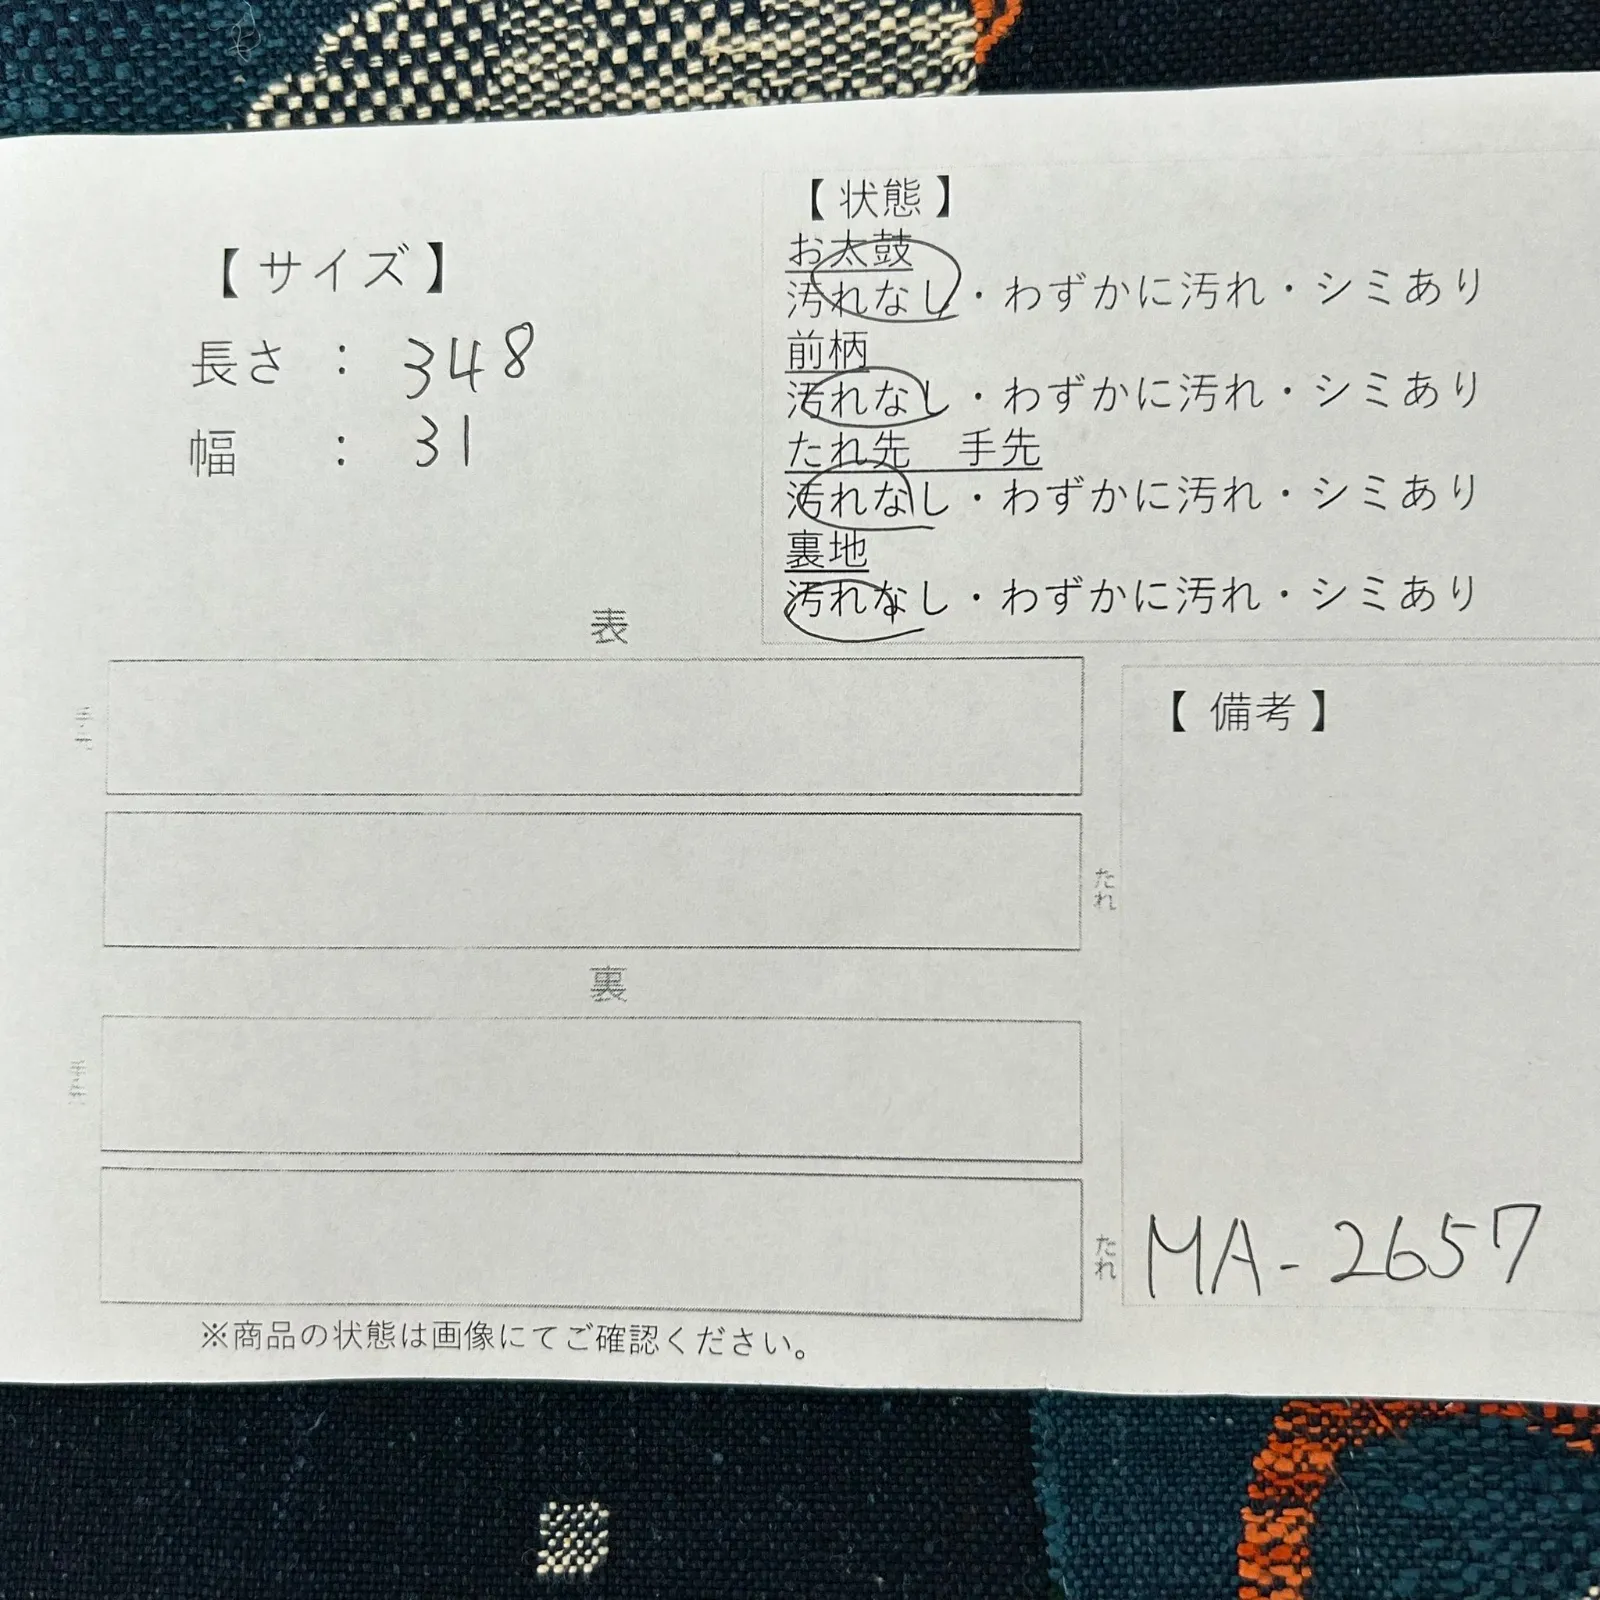 【 サイズ 】
長さ : 348
幅 : 31
【 状態 】
お太鼓
汚れなし・わずかに汚れ・シミあり
前柄
汚れなし・わずかに汚れ・シミあり
たれ先 手先
汚れなし・わずかに汚れ・シミあり
裏地
汚れなし・わずかに汚れ・シミあり
表
たれ
裏
たれ
【 備考 】
MA-2657
※商品の状態は画像にてご確認ください。